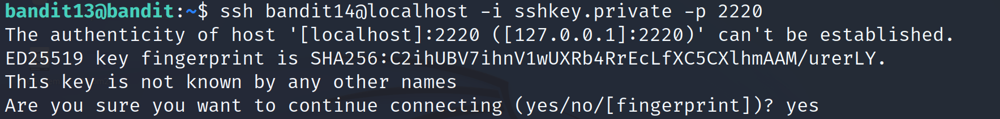 bandit13@bandit:~$ ssh bandit14@localhost -i sshkey.private -p 2220
The authenticity of host '[localhost]:2220 ([127.0.0.1]:2220)' can't be established.
ED25519 key fingerprint is SHA256:C2ihUBV7ihnV1wUXRb4RrEcLfXC5CXlhmAAM/urerLY.
This key is not known by any other names
Are you sure you want to continue connecting (yes/no/[fingerprint])? yes